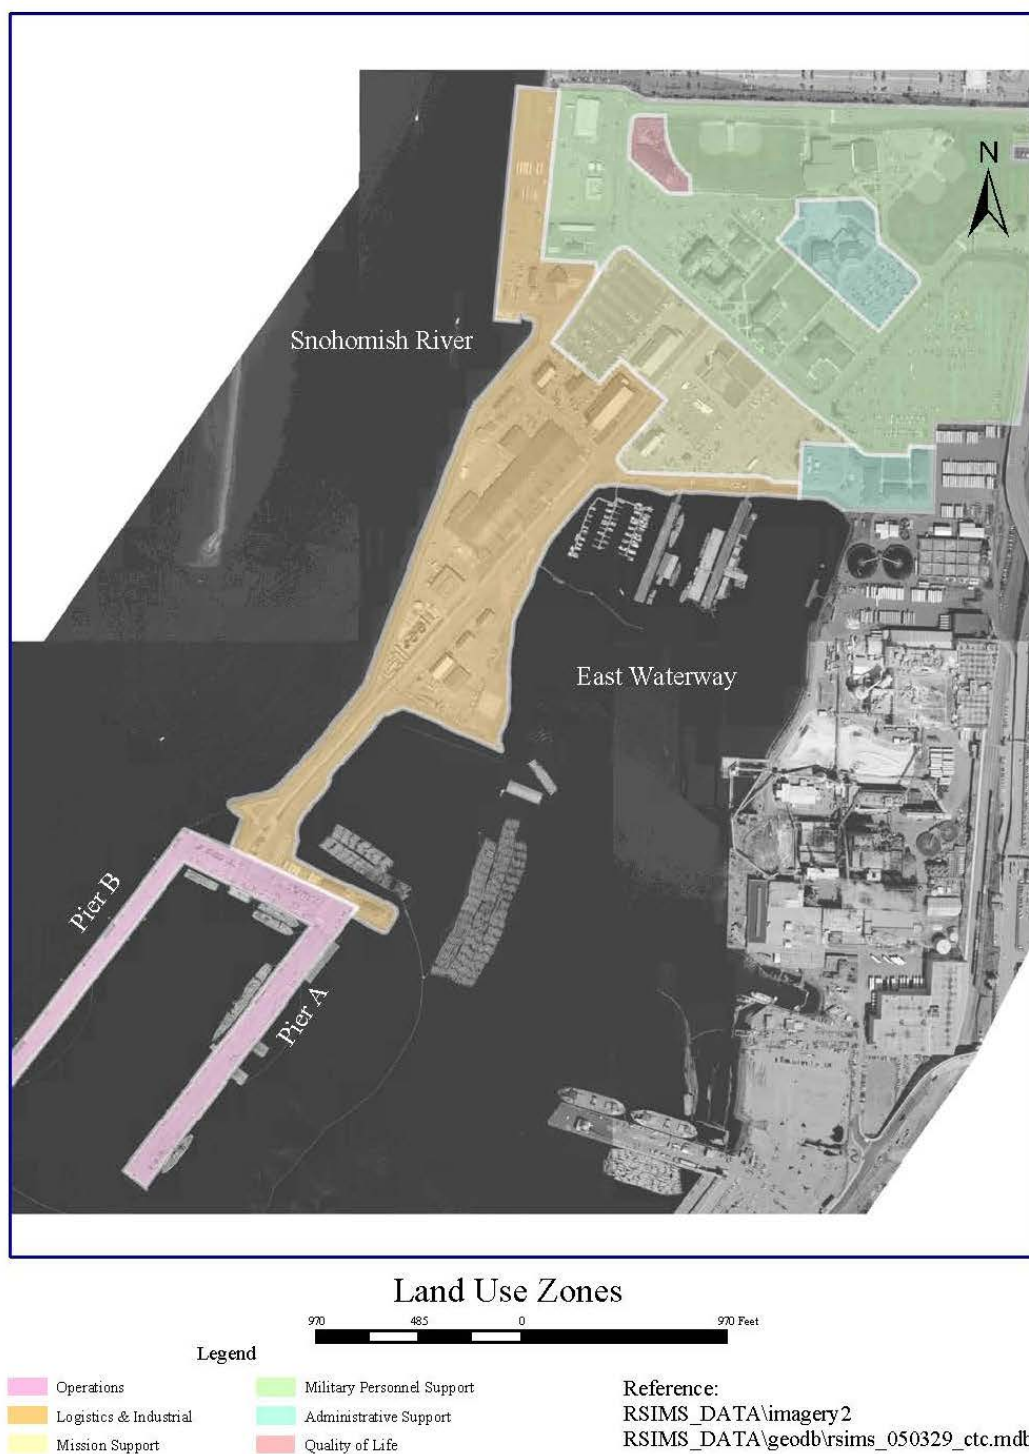 N
Snohomish River
East Waterway
Pier B
Pier A
Land Use Zones
970 485 0 970 Feet
Legend
Operations
Logistics & Industrial
Mission Support
Military Personnel Support
Administrative Support
Quality of Life
Reference:
RSIMS_DATA\imagery2
RSIMS_DATA\geodb\rsims_050329_ctc.mdb